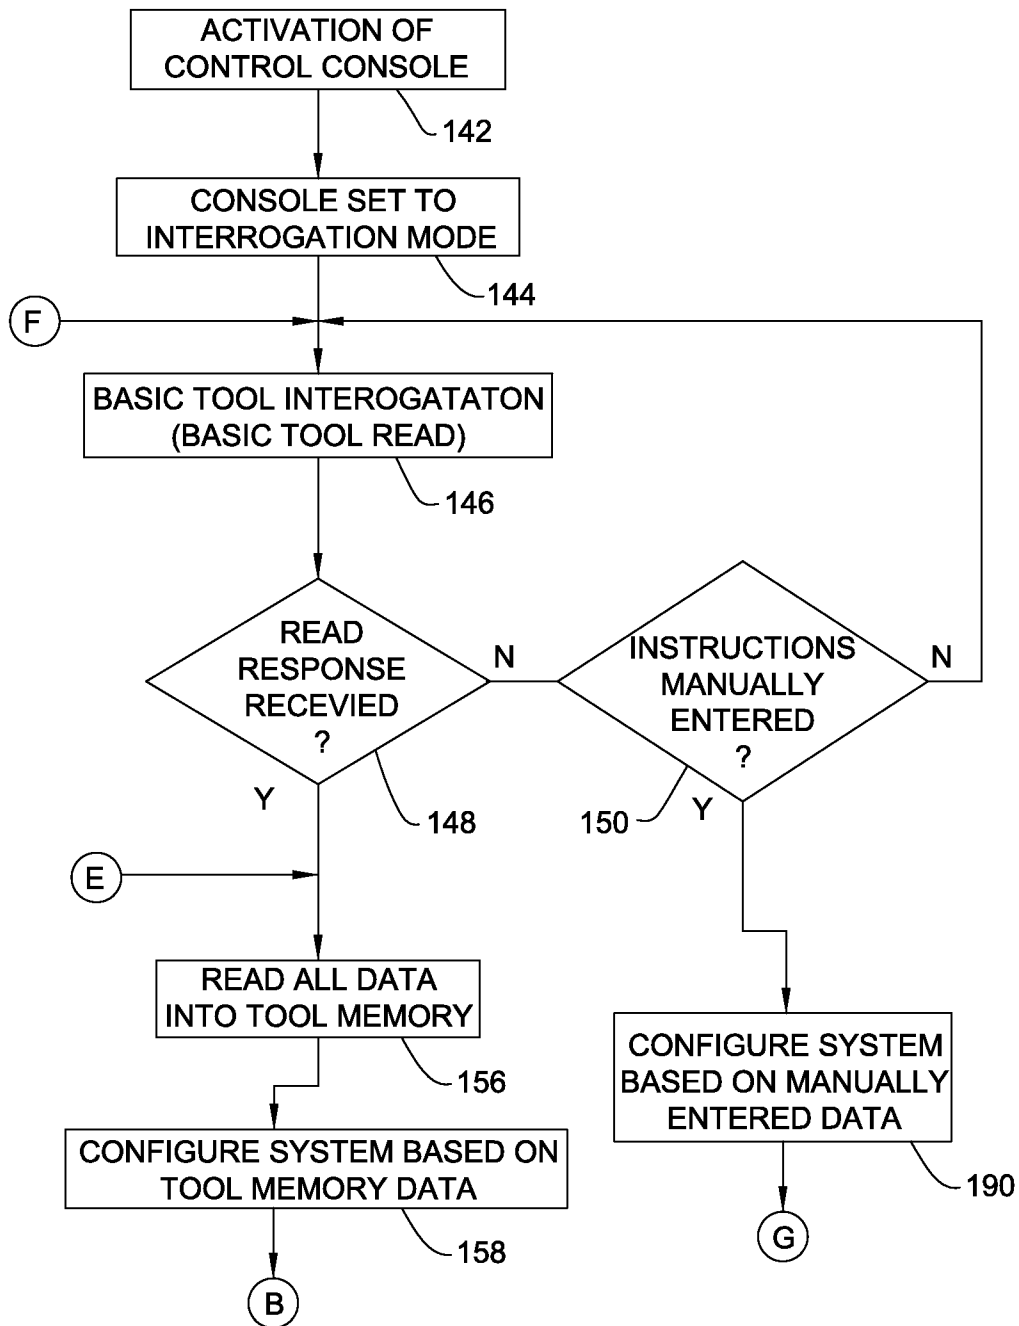 ACTIVATION OF
CONTROL CONSOLE
142
CONSOLE SET TO
INTERROGATION MODE
144
F
BASIC TOOL INTEROGATATON
(BASIC TOOL READ)
146
READ
RESPONSE
RECEVIED
?
N
INSTRUCTIONS
MANUALLY
ENTERED
?
N
Y
148
150
Y
E
READ ALL DATA
INTO TOOL MEMORY
156
CONFIGURE SYSTEM
BASED ON MANUALLY
ENTERED DATA
190
CONFIGURE SYSTEM BASED ON
TOOL MEMORY DATA
158
G
B